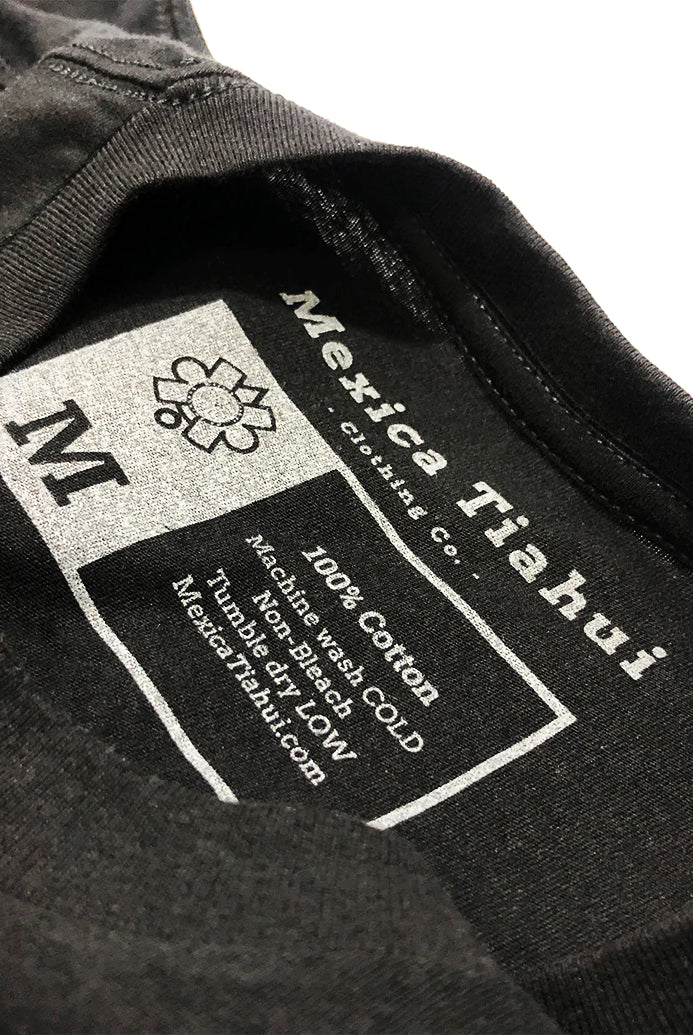 Mexica Tiahui
- Clothing Co. -
M
100% Cotton
Machine wash COLD
Non-Bleach
Tumble dry LOW
MexicaTiahui.com